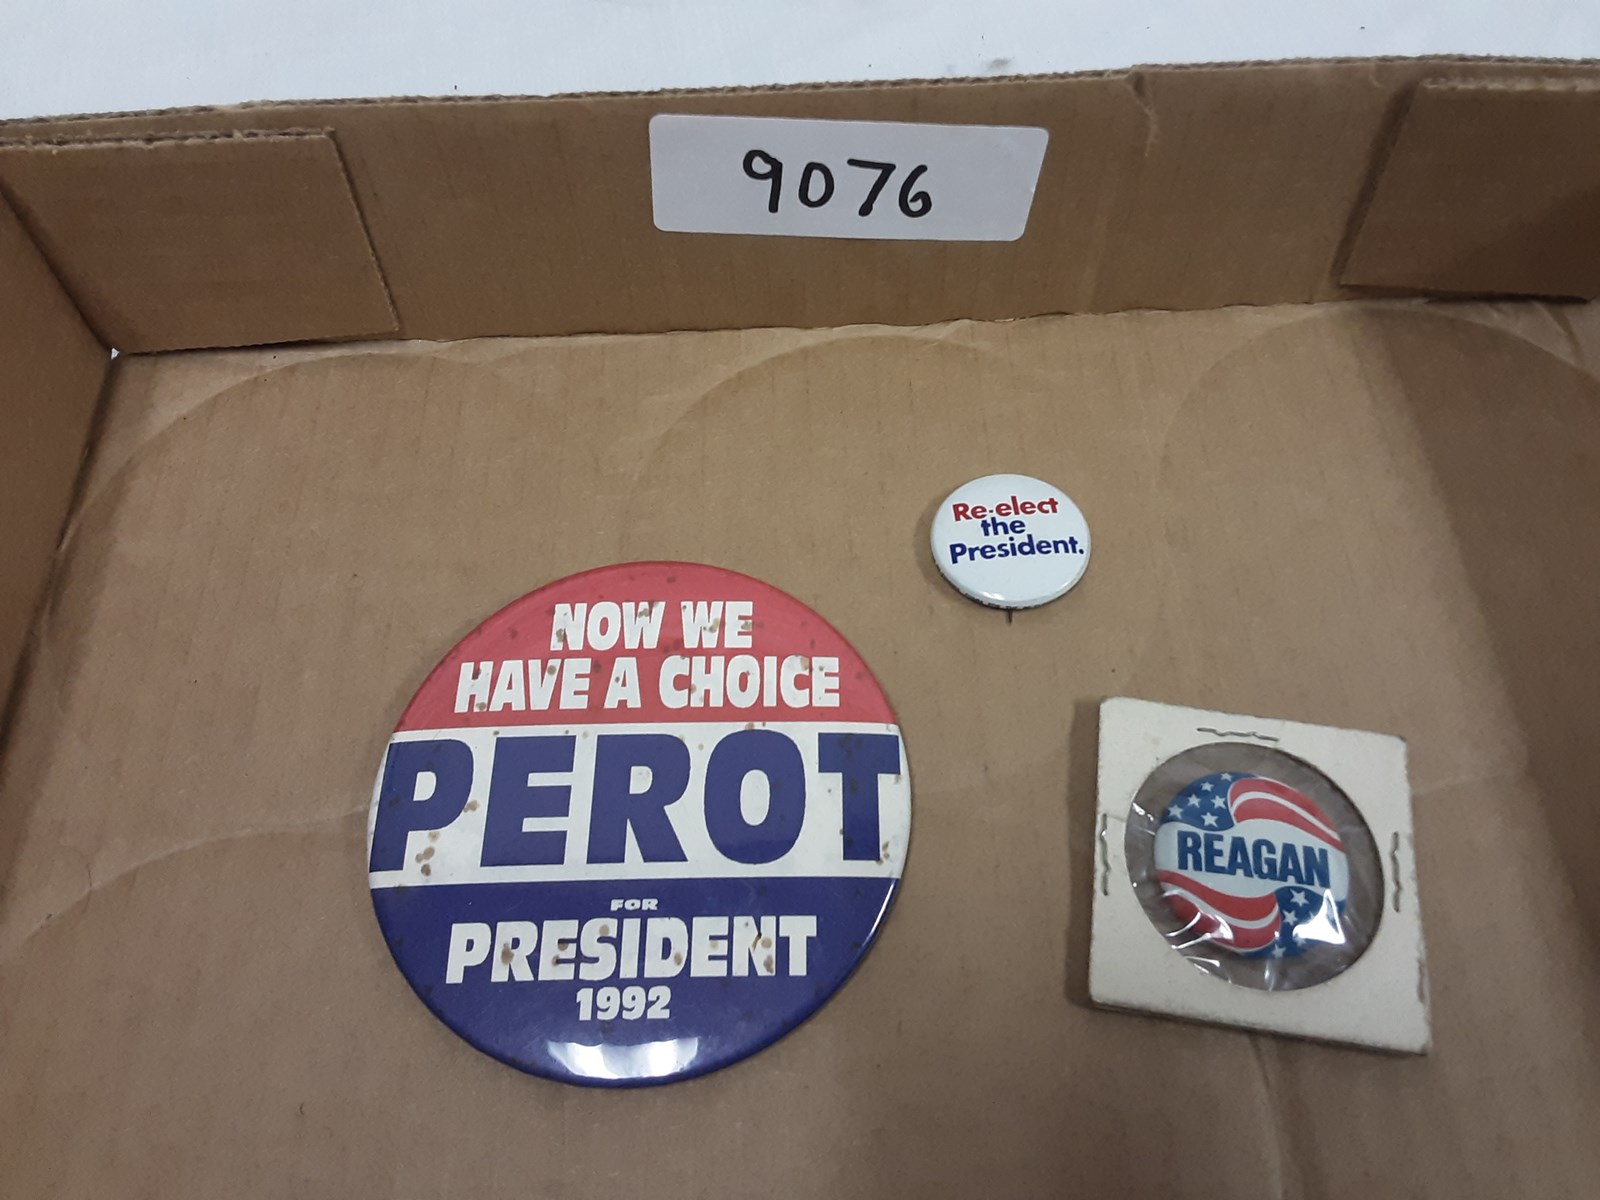 9076
Re-elect
the
President.
NOW WE
HAVE A CHOICE
PEROT
FOR
PRESIDENT
1992
REAGAN